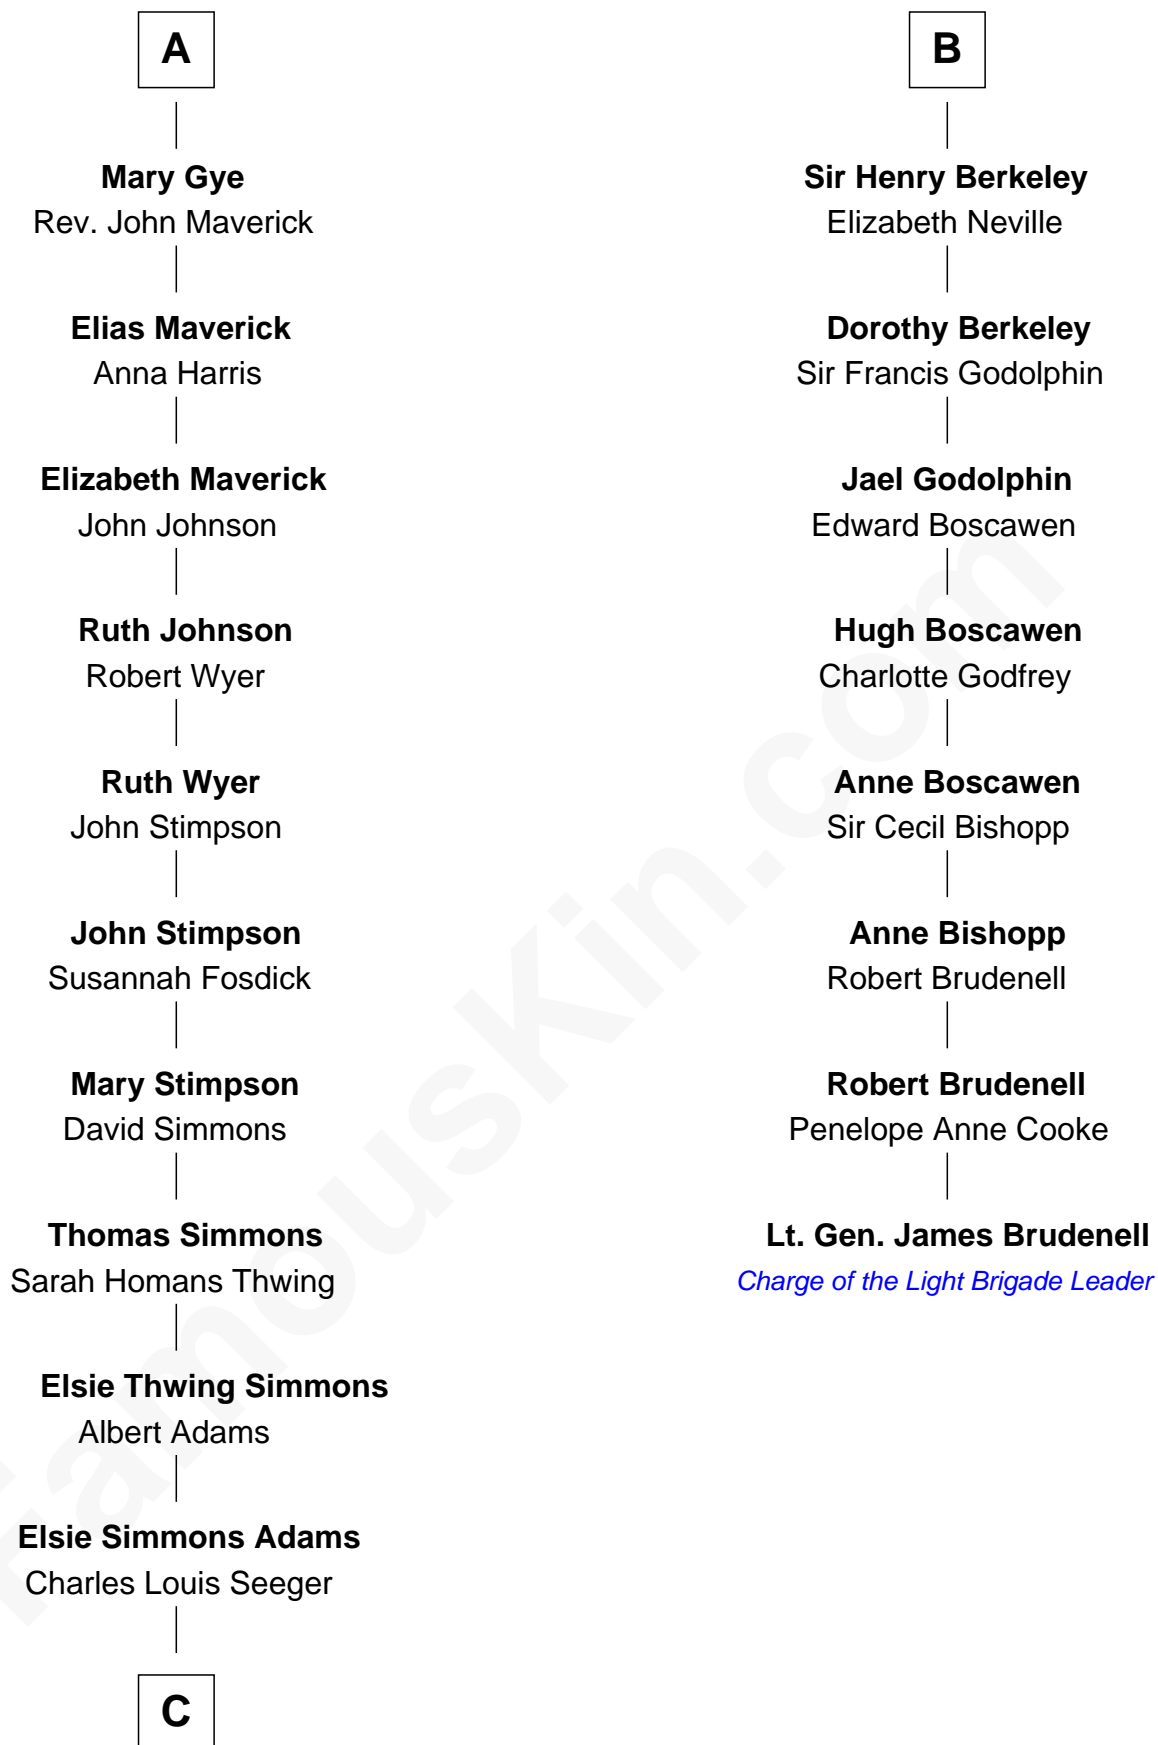 A
Mary Gye
Rev. John Maverick
Elias Maverick
Anna Harris
Elizabeth Maverick
John Johnson
Ruth Johnson
Robert Wyer
Ruth Wyer
John Stimpson
John Stimpson
Susannah Fosdick
Mary Stimpson
David Simmons
Thomas Simmons
Sarah Homans Thwing
Elsie Thwing Simmons
Albert Adams
Elsie Simmons Adams
Charles Louis Seeger
C
B
Sir Henry Berkeley
Elizabeth Neville
Dorothy Berkeley
Sir Francis Godolphin
Jael Godolphin
Edward Boscawen
Hugh Boscawen
Charlotte Godfrey
Anne Boscawen
Sir Cecil Bishopp
Anne Bishopp
Robert Brudenell
Robert Brudenell
Penelope Anne Cooke
Lt. Gen. James Brudenell
Charge of the Light Brigade Leader
FamousKin.com